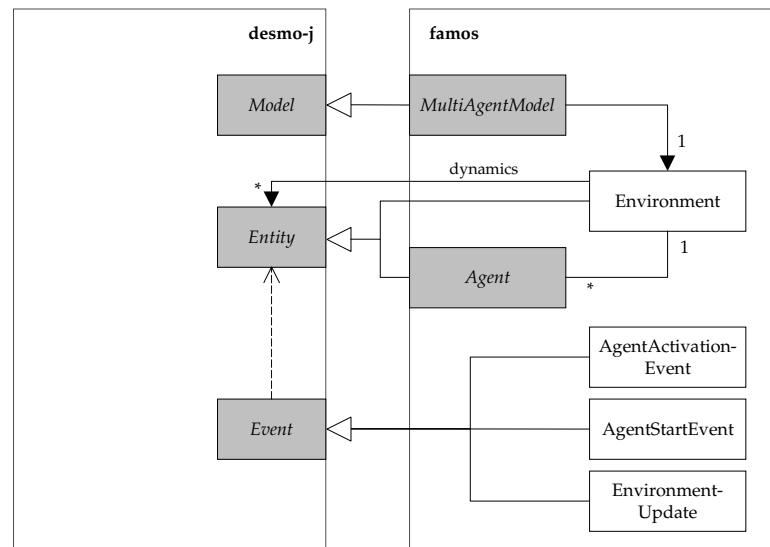 desmo-j
famos
Model
MultiAgentModel
1
dynamics
*
Environment
Entity
1
Agent
*
AgentActivation-
Event
Event
AgentStartEvent
Environment-
Update